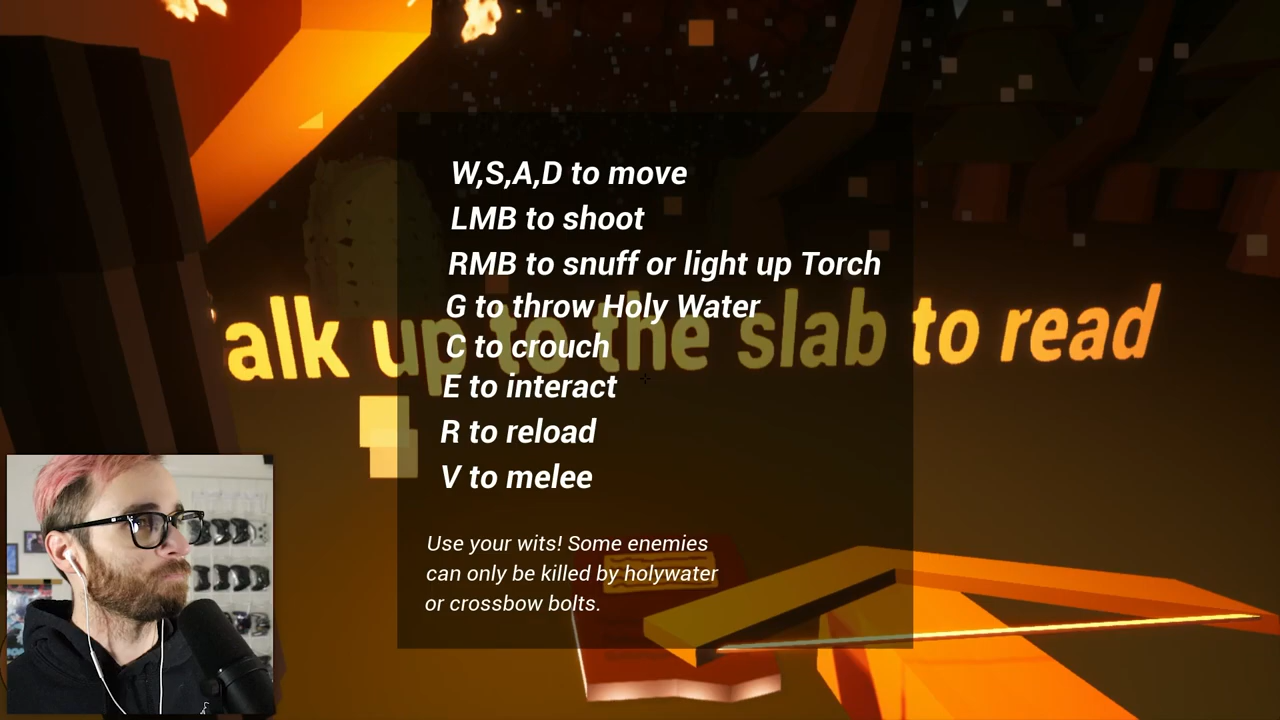 W,S,A,D to move
LMB to shoot
RMB to snuff or light up Torch
G to throw Holy Water
alk up to the slab to read
C to crouch
E to interact
R to reload
V to melee
Use your wits! Some enemies
can only be killed by holywater
or crossbow bolts.